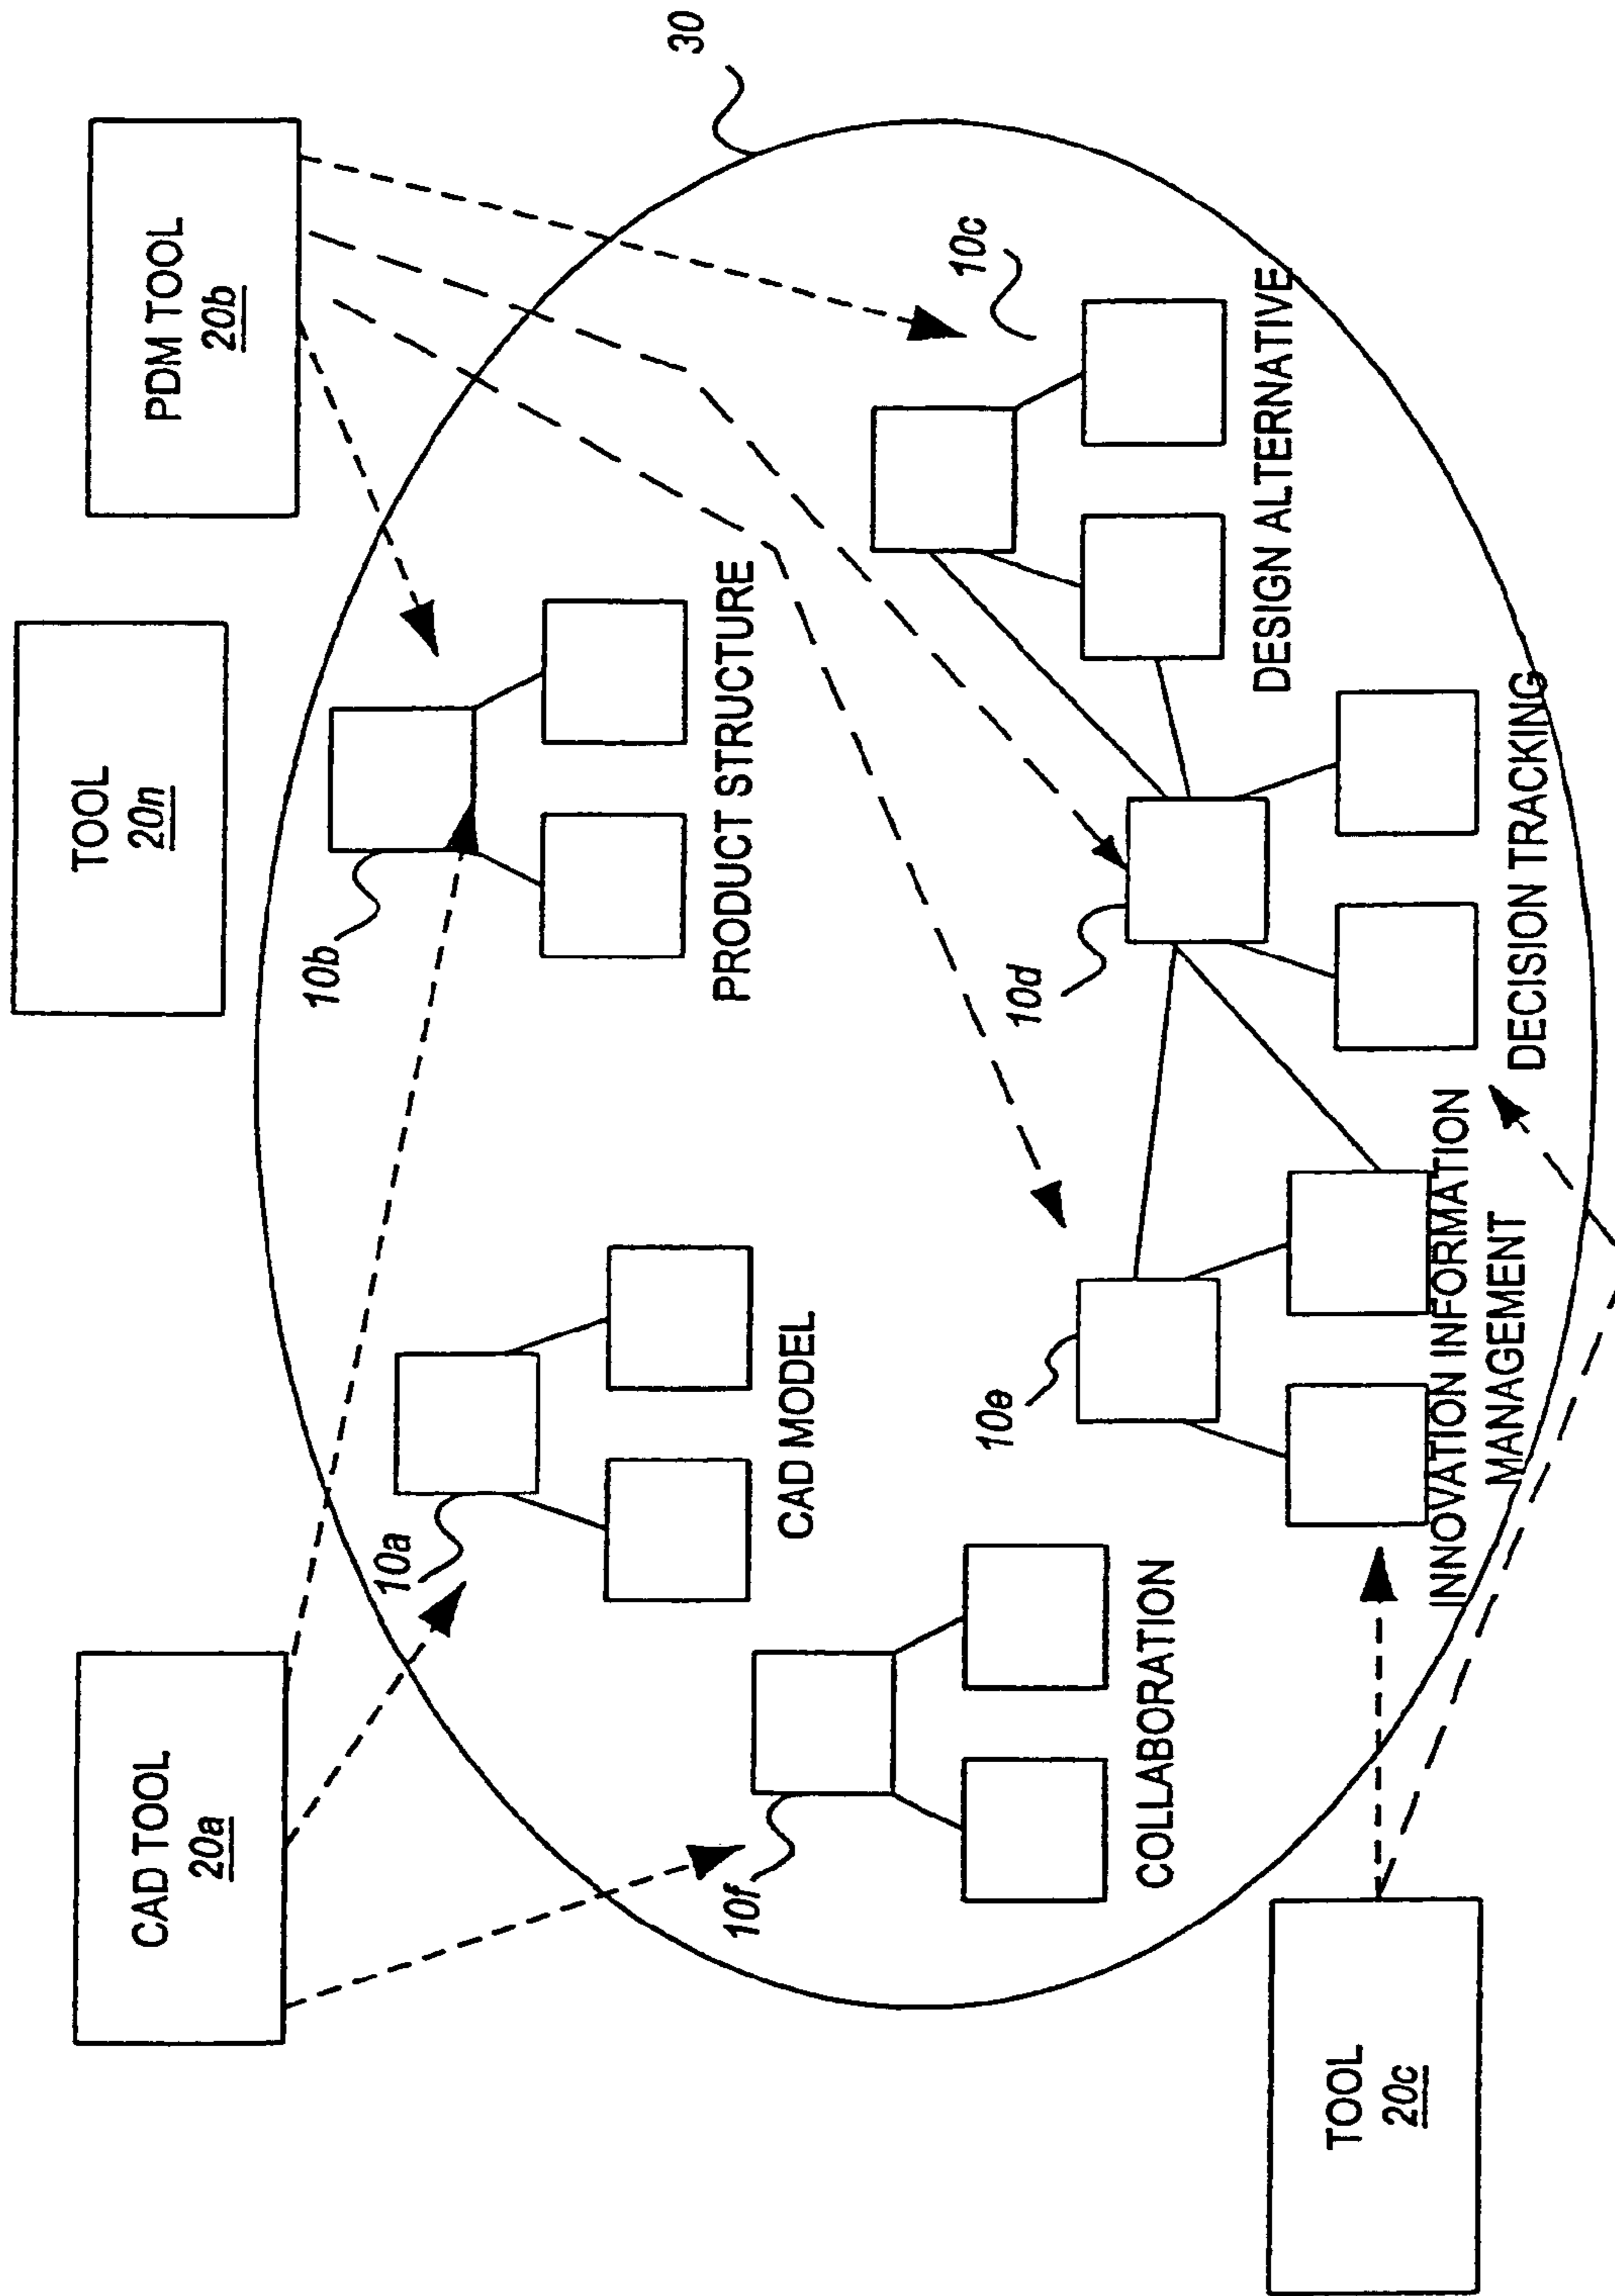 CAD TOOL
20a
TOOL
20n
PDM TOOL
20b
30
10b
10a
PRODUCT STRUCTURE
CAD MODEL
10f
10c
10e
10d
COLLABORATION
DESIGN ALTERNATIVE
TOOL
20c
INNOVATION INFORMATION
MANAGEMENT
DECISION TRACKING